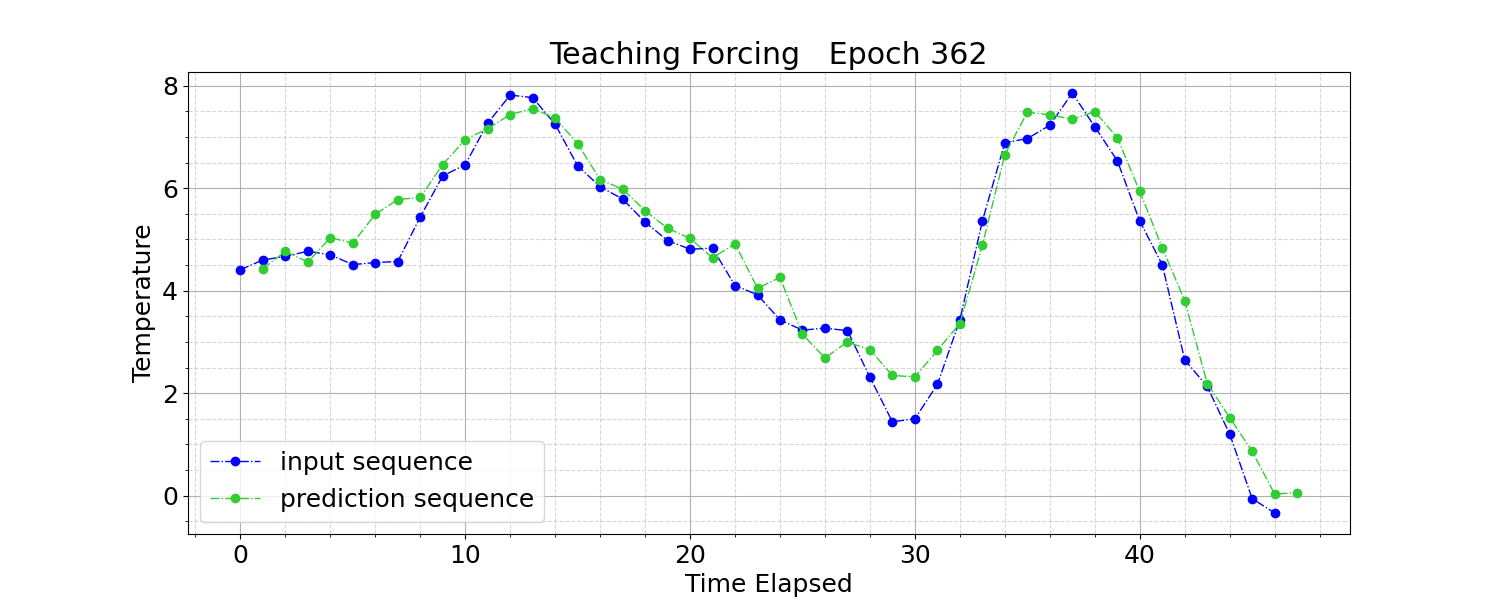 Teaching Forcing   Epoch 362
8
6
4
2
0
Temperature
input sequence
prediction sequence
0 10 20 30 40
Time Elapsed